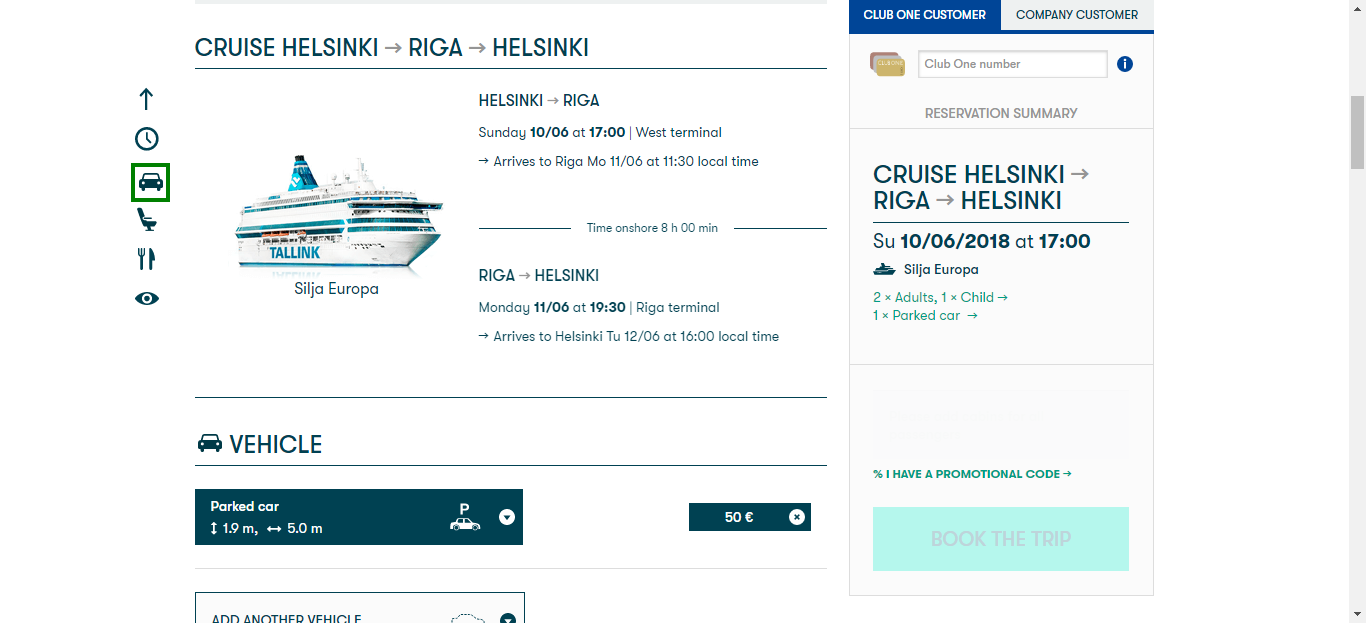 CLUB ONE CUSTOMER
COMPANY CUSTOMER
CLUB ONE
Club One number
i
RESERVATION SUMMARY
CRUISE HELSINKI → RIGA → HELSINKI
HELSINKI → RIGA
Sunday 10/06 at 17:00 | West terminal
→ Arrives to Riga Mo 11/06 at 11:30 local time
Time onshore 8 h 00 min
RIGA → HELSINKI
Monday 11/06 at 19:30 | Riga terminal
→ Arrives to Helsinki Tu 12/06 at 16:00 local time
TALLINK
Silja Europa
CRUISE HELSINKI →
RIGA → HELSINKI
Su 10/06/2018 at 17:00
Silja Europa
2 × Adults, 1 × Child →
1 × Parked car →
VEHICLE
Parked car
↕ 1.9 m, ↔ 5.0 m
P
50 €
% I HAVE A PROMOTIONAL CODE →
BOOK THE TRIP
ADD ANOTHER VEHICLE